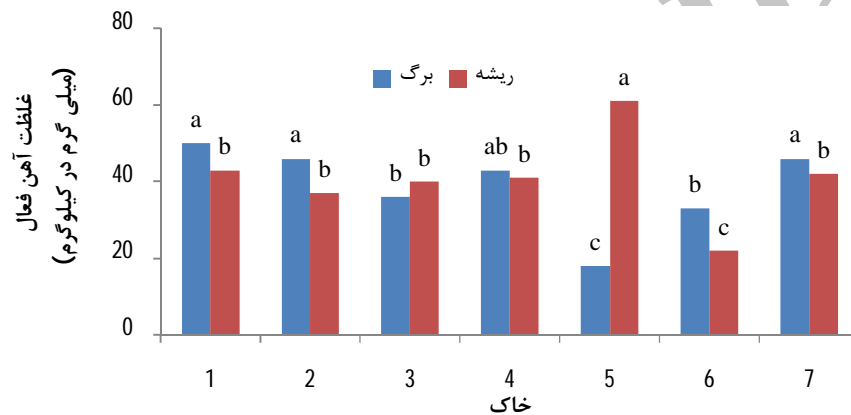 80
60
40
20
0
غلظت آهن فعال
(میلی گرم در کیلوگرم)
برگ ریشه
a b a b b b ab b c a b c a b
1 2 3 4 5 6 7
خاک